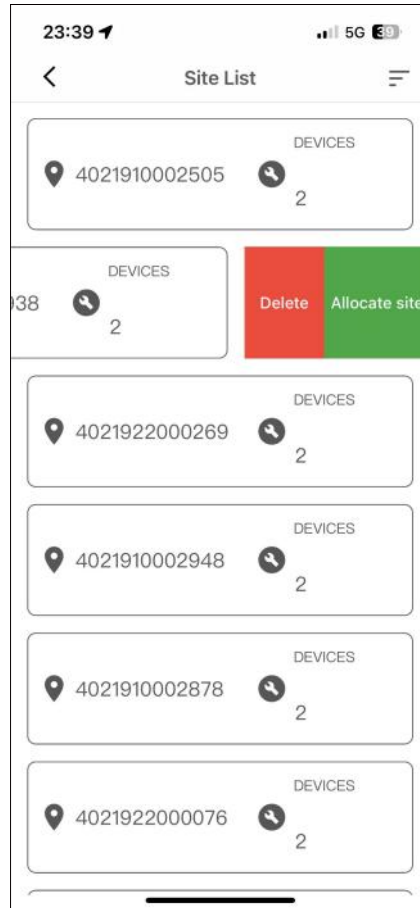 23:39 5G 39
Site List
DEVICES
4021910002505
2
DEVICES
938
2
Delete Allocate site
DEVICES
4021922000269
2
DEVICES
4021910002948
2
DEVICES
4021910002878
2
DEVICES
4021922000076
2